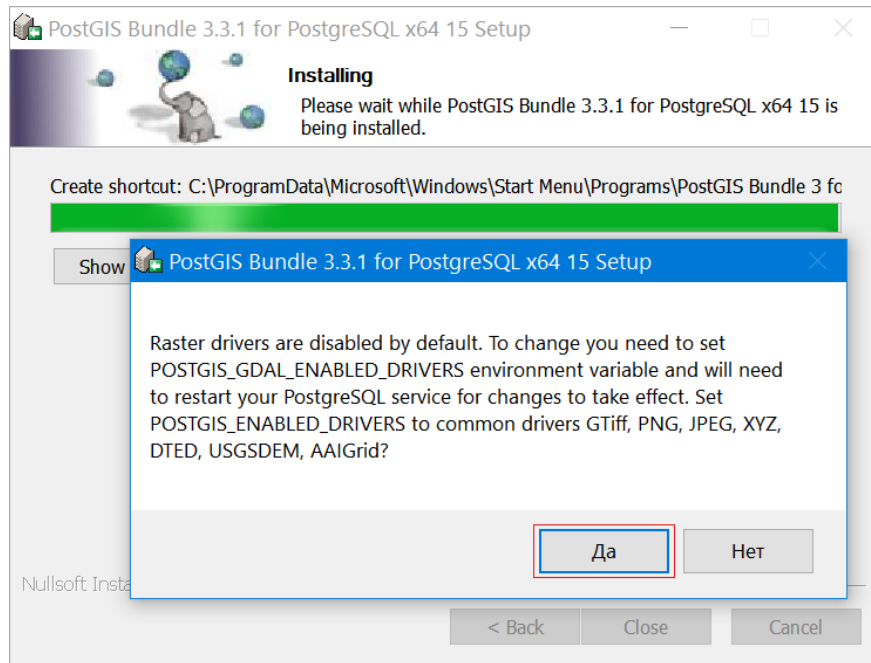 PostGIS Bundle 3.3.1 for PostgreSQL x64 15 Setup
Installing
Please wait while PostGIS Bundle 3.3.1 for PostgreSQL x64 15 is
being installed.
Create shortcut: C:\ProgramData\Microsoft\Windows\Start Menu\Programs\PostGIS Bundle 3 fo
Show
PostGIS Bundle 3.3.1 for PostgreSQL x64 15 Setup
Raster drivers are disabled by default. To change you need to set
POSTGIS_GDAL_ENABLED_DRIVERS environment variable and will need
to restart your PostgreSQL service for changes to take effect. Set
POSTGIS_ENABLED_DRIVERS to common drivers GTiff, PNG, JPEG, XYZ,
DTED, USGSDEM, AAIGrid?
Да Нет
Nullsoft Insta
< Back Close Cancel